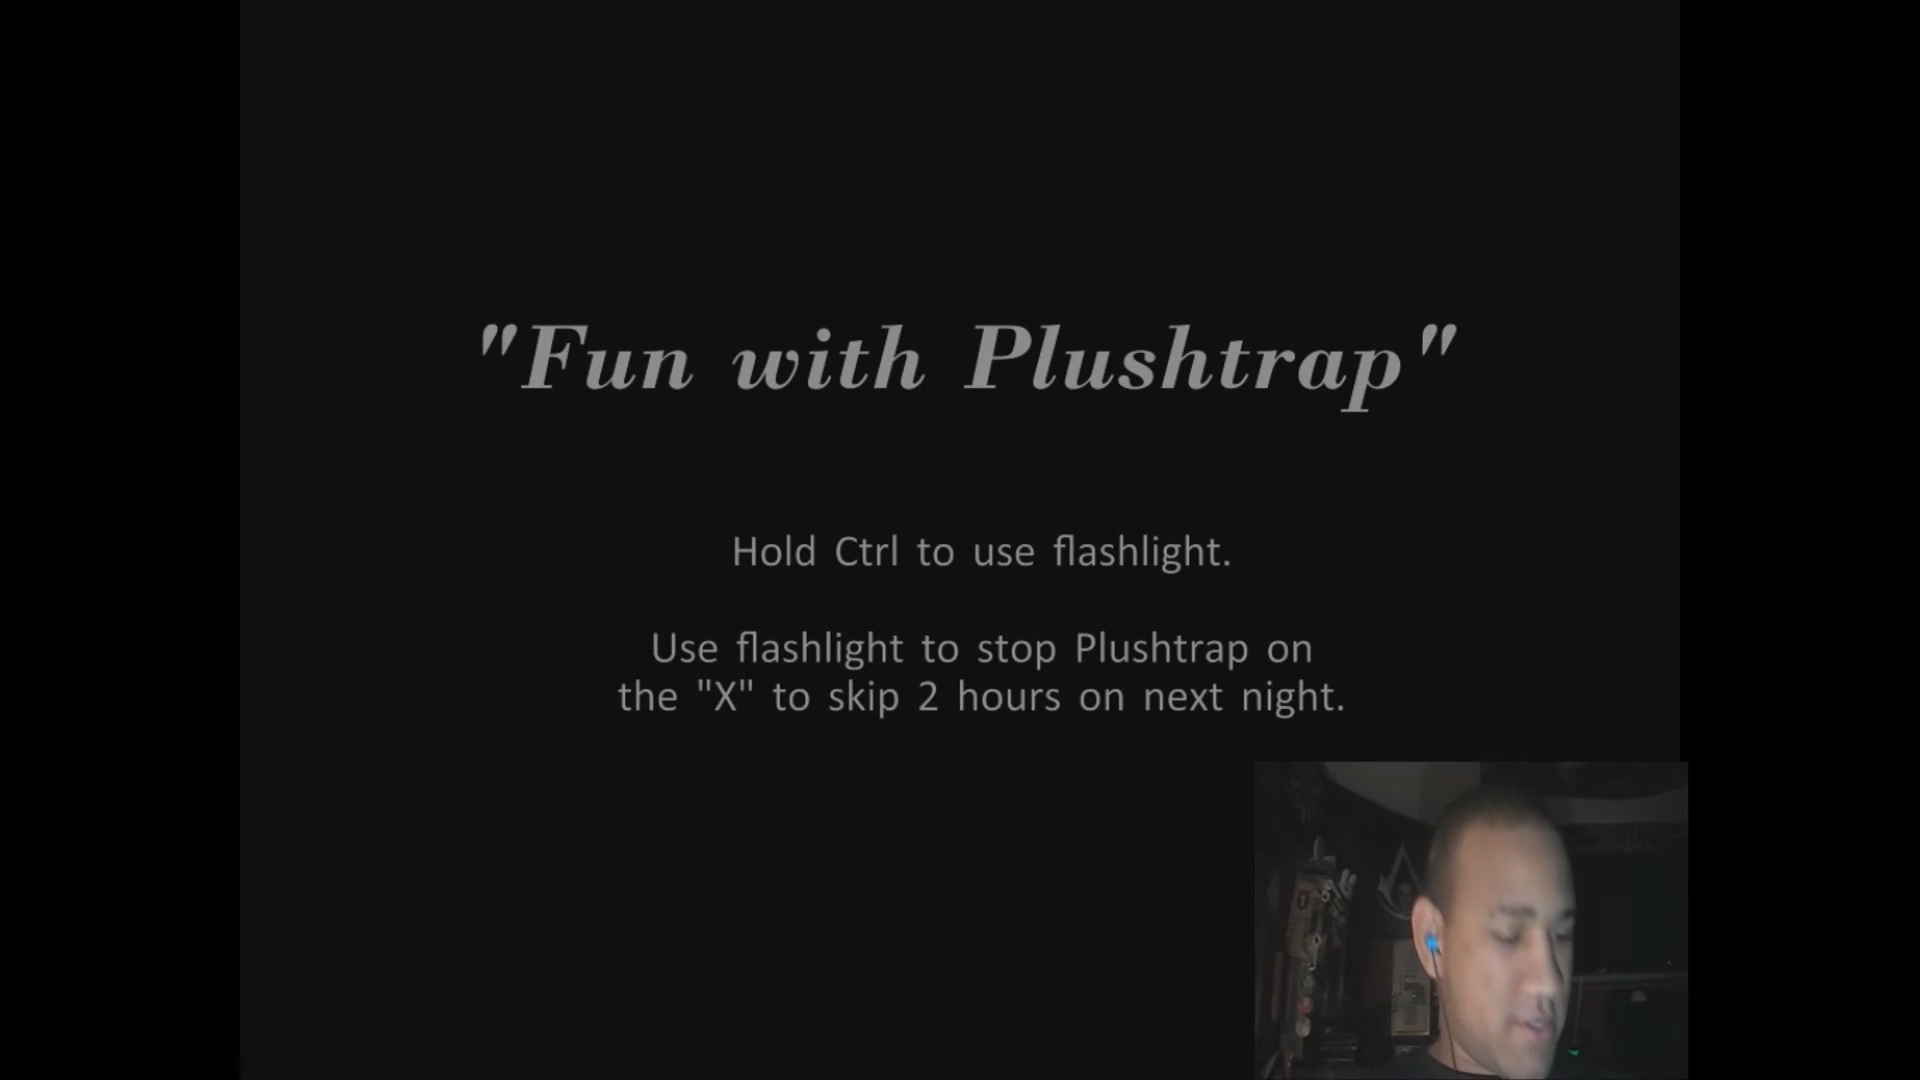 "Fun with Plushtrap"
Hold Ctrl to use flashlight.
Use flashlight to stop Plushtrap on
the "X" to skip 2 hours on next night.